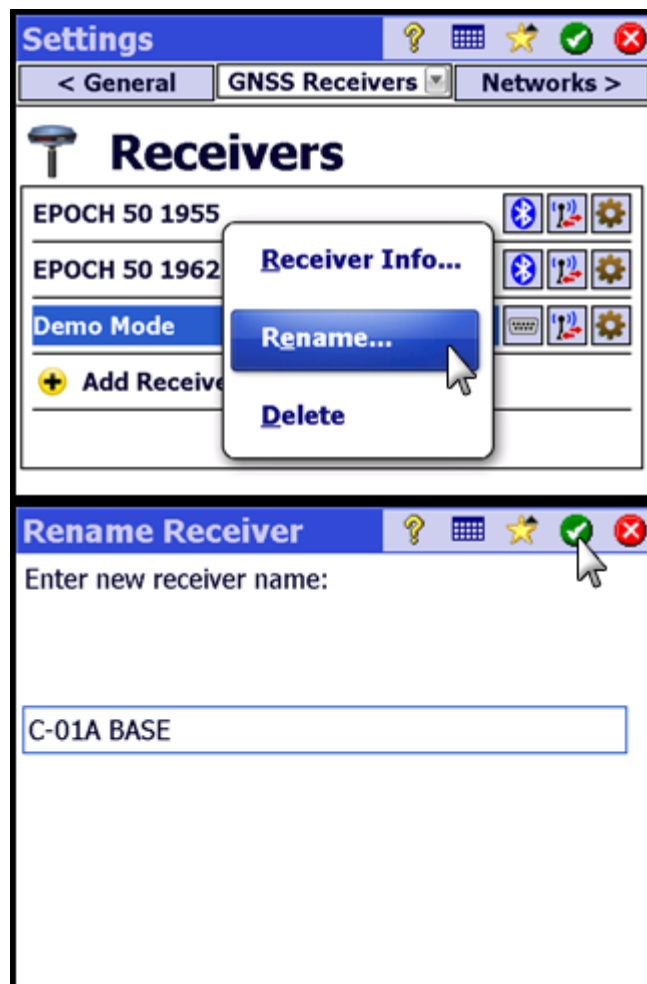 Settings
< General GNSS Receivers Networks >
Receivers
EPOCH 50 1955
EPOCH 50 1962
Demo Mode
Add Receive
Receiver Info...
Rename...
Delete
Rename Receiver
Enter new receiver name:
C-01A BASE